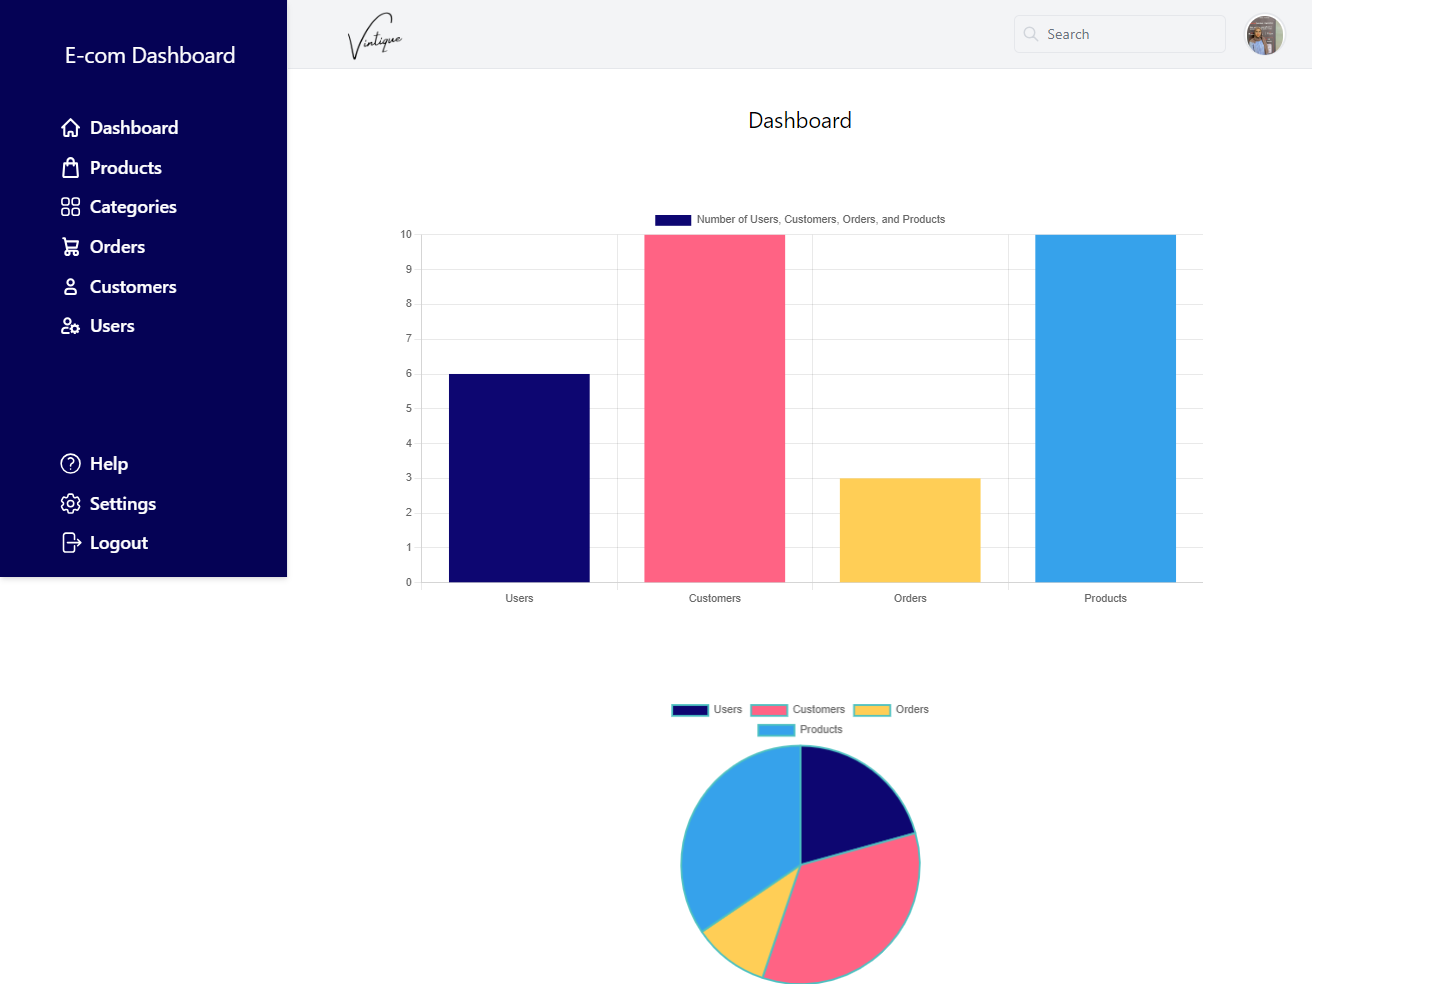 E-com Dashboard
Dashboard
Products
Categories
Orders
Customers
Users
Help
Settings
Logout
Vintique
Search
Dashboard
Number of Users, Customers, Orders, and Products
10
9
8
7
6
5
4
3
2
1
0
Users Customers Orders Products
Users Customers Orders
Products